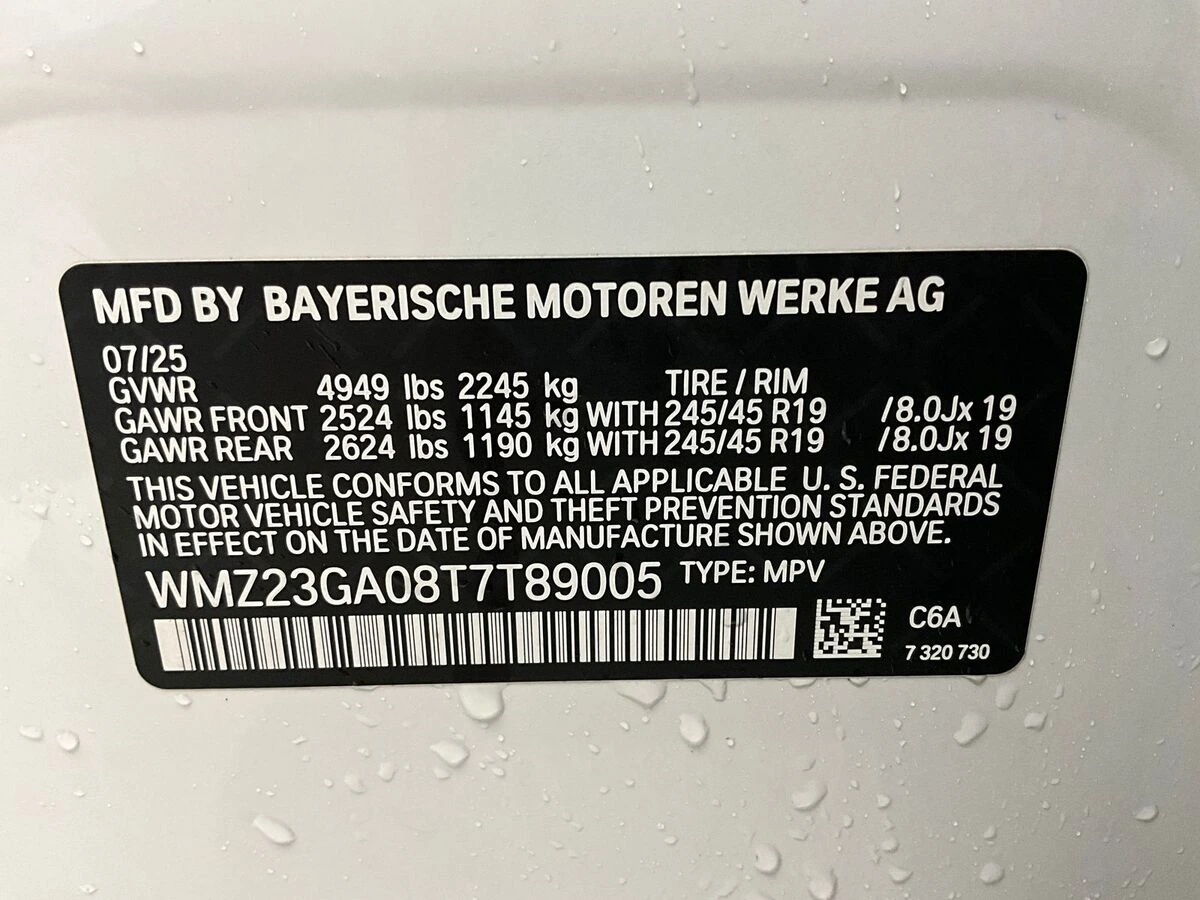 MFD BY BAYERISCHE MOTOREN WERKE AG
07/25
GVWR 4949 lbs 2245 kg TIRE / RIM
GAWR FRONT 2524 lbs 1145 kg WITH 245/45 R19 /8.0Jx 19
GAWR REAR 2624 lbs 1190 kg WITH 245/45 R19 /8.0Jx 19
THIS VEHICLE CONFORMS TO ALL APPLICABLE U. S. FEDERAL
MOTOR VEHICLE SAFETY AND THEFT PREVENTION STANDARDS
IN EFFECT ON THE DATE OF MANUFACTURE SHOWN ABOVE.
WMZ23GA08T7T89005 TYPE: MPV
C6A
7 320 730